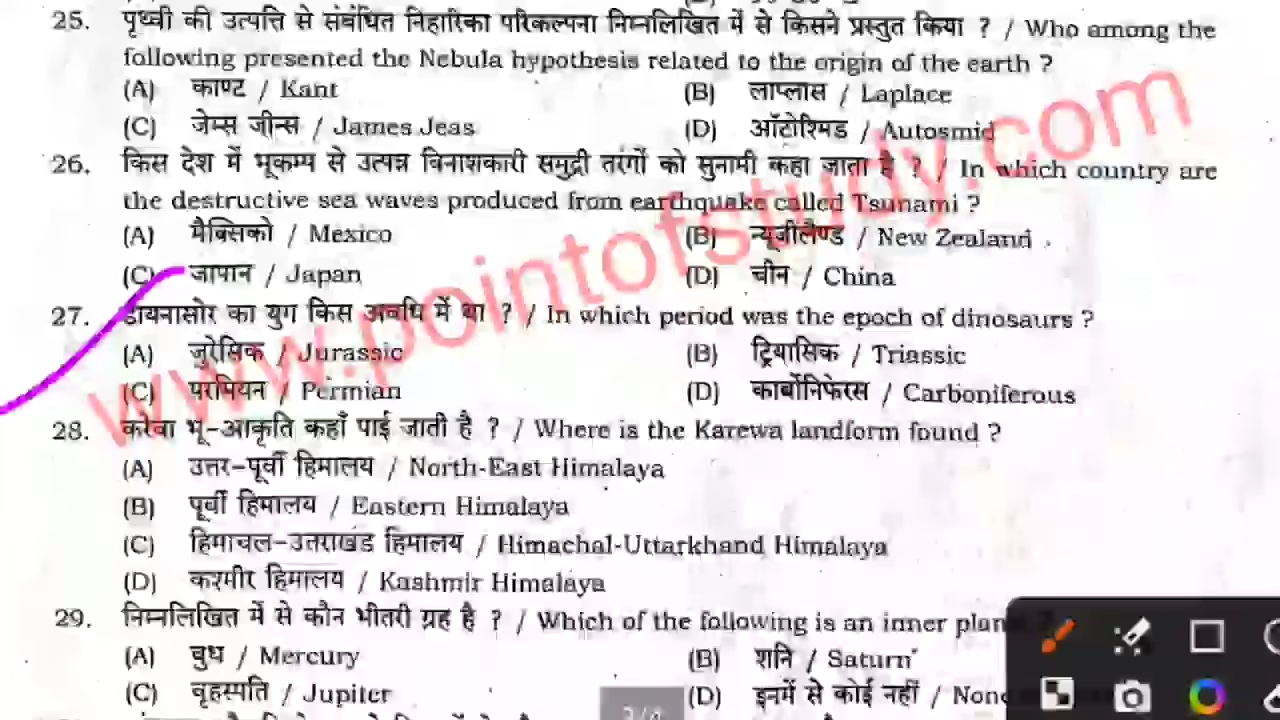 25. पृथ्वी की उत्पत्ति से संबंधित निहारिका परिकल्पना निम्नलिखित में से किसने प्रस्तुत किया ? / Who among the
following presented the Nebula hypothesis related to the origin of the earth ?
(A) काण्ट / Kant (B) लाप्लास / Laplace
(C) जेम्स जीन्स / James Jeas (D) ऑटोश्मिड / Autosmid
26. किस देश में भूकम्प से उत्पन्न विनाशकारी समुद्री तरंगों को सुनामी कहा जाता है ? / In which country are
the destructive sea waves produced from earthquake called Tsunami ?
(A) मैक्सिको / Mexico (B) न्यूजीलैण्ड / New Zealand .
(C) जापान / Japan (D) चीन / China
27. डायनासोर का युग किस अवधि में था ? / In which period was the epoch of dinosaurs ?
(A) जुरेसिक / Jurassic (B) ट्रियासिक / Triassic
(C) परमियन / Permian (D) कार्बोनिफेरस / Carboniferous
www.pointofstudy.com
28. करेवा भू-आकृति कहाँ पाई जाती है ? / Where is the Karewa landform found ?
(A) उत्तर-पूर्वी हिमालय / North-East Himalaya
(B) पूर्वी हिमालय / Eastern Himalaya
(C) हिमाचल-उतराखंड हिमालय / Himachal-Uttarkhand Himalaya
(D) कश्मीर हिमालय / Kashmir Himalaya
29. निम्नलिखित में से कौन भीतरी ग्रह है ? / Which of the following is an inner
(A) बुध / Mercury (B) शनि / Saturn
(C) वृहस्पति / Jupiter (D) इनमें से कोई नहीं /